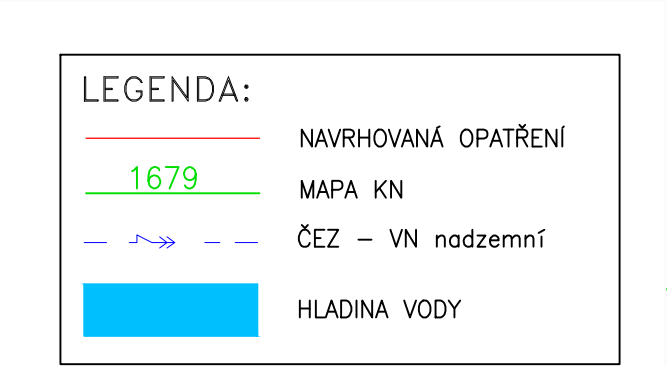 LEGENDA:
NAVRHOVANÁ OPATŘENÍ
1679 MAPA KN
ČEZ – VN nadzemní
HLADINA VODY